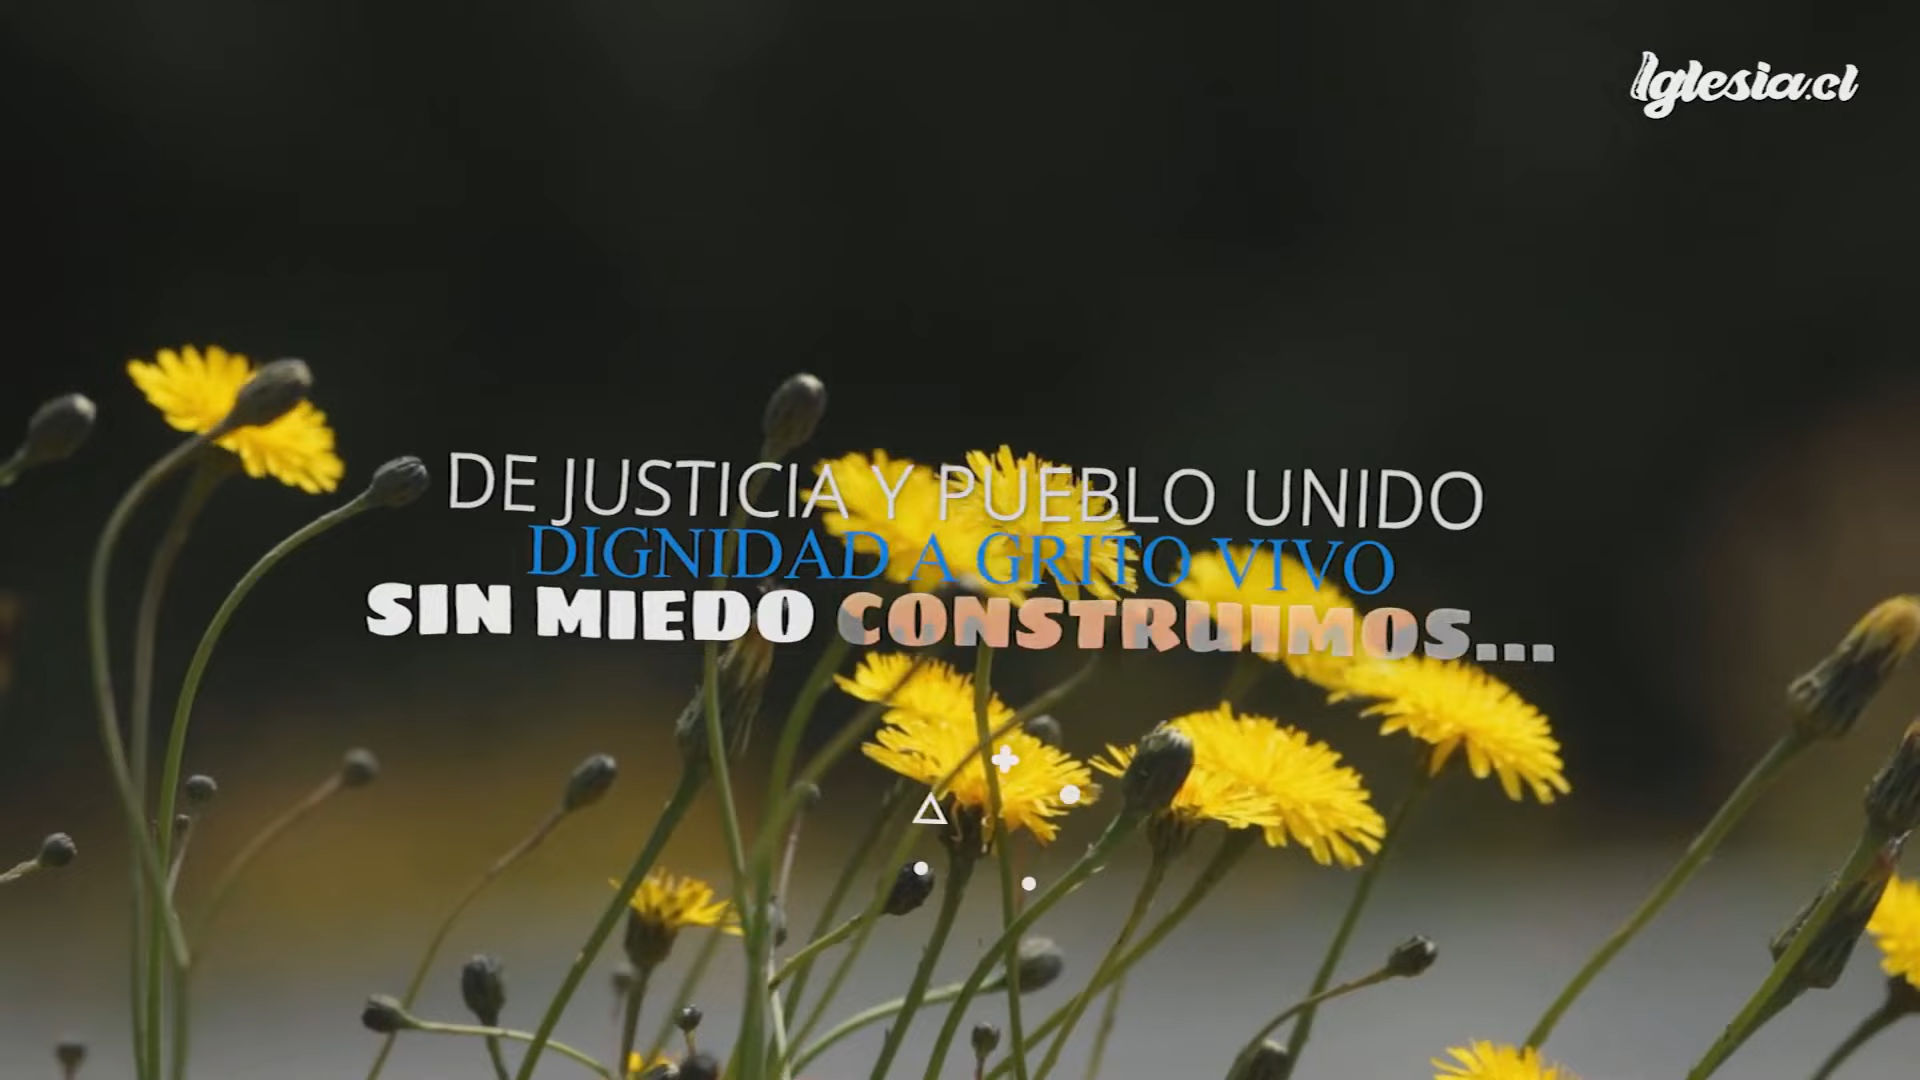 Iglesia.cl
DE JUSTICIA Y PUEBLO UNIDO
DIGNIDAD A GRITO VIVO
SIN MIEDO CONSTRUIMOS...